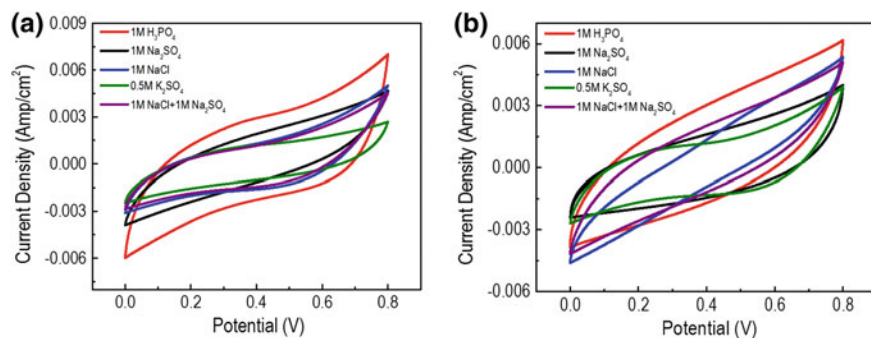 (a)
0.009
0.006
0.003
0.000
-0.003
-0.006
Current Density (Amp/cm²)
1M H₃PO₄
1M Na₂SO₄
1M NaCl
0.5M K₂SO₄
1M NaCl+1M Na₂SO₄
0.0 0.2 0.4 0.6 0.8
Potential (V)
(b)
0.006
0.003
0.000
-0.003
-0.006
Current Density (Amp/cm²)
1M H₃PO₄
1M Na₂SO₄
1M NaCl
0.5M K₂SO₄
1M NaCl+1M Na₂SO₄
0.0 0.2 0.4 0.6 0.8
Potential (V)